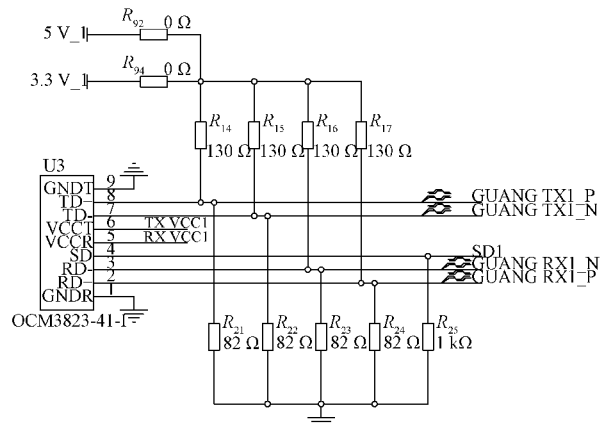 R92 0 Ω
5 V_1
R94 0 Ω
3.3 V_1
R14 R15 R16 R17
130 Ω 130 Ω 130 Ω 130 Ω
U3
GNDT 9
TD- 8 GUANG TX1_P
TD- 7 GUANG TX1_N
VCCT 6 TX VCC1
VCCR 5 RX VCC1
SD 4 SD1
RD- 3 GUANG RX1_N
RD- 2 GUANG RX1_P
GNDR 1
OCM3823-41-1
R21 R22 R23 R24 R25
82 Ω 82 Ω 82 Ω 82 Ω 1 kΩ